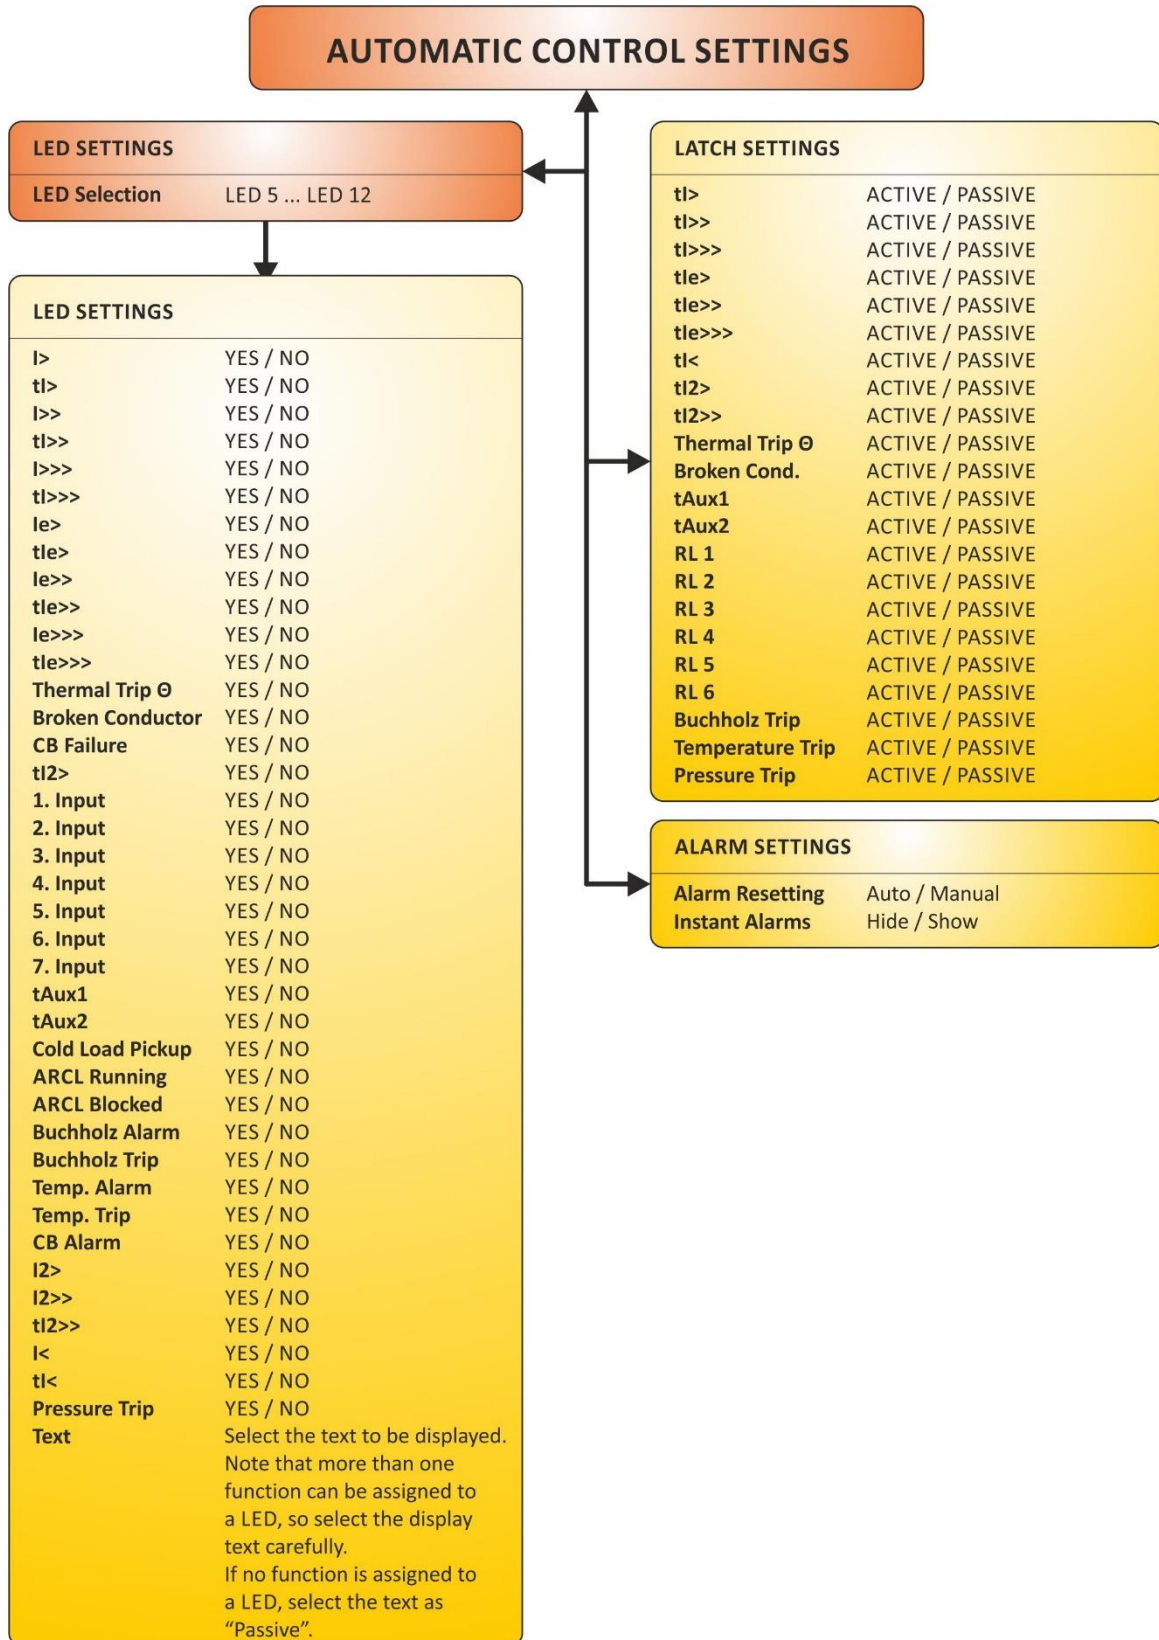 AUTOMATIC CONTROL SETTINGS
LED SETTINGS
LED Selection LED 5 ... LED 12
LED SETTINGS
I> YES / NO
tI> YES / NO
I>> YES / NO
tI>> YES / NO
I>>> YES / NO
tI>>> YES / NO
Ie> YES / NO
tIe> YES / NO
Ie>> YES / NO
tIe>> YES / NO
Ie>>> YES / NO
tIe>>> YES / NO
Thermal Trip Θ YES / NO
Broken Conductor YES / NO
CB Failure YES / NO
tI2> YES / NO
1. Input YES / NO
2. Input YES / NO
3. Input YES / NO
4. Input YES / NO
5. Input YES / NO
6. Input YES / NO
7. Input YES / NO
tAux1 YES / NO
tAux2 YES / NO
Cold Load Pickup YES / NO
ARCL Running YES / NO
ARCL Blocked YES / NO
Buchholz Alarm YES / NO
Buchholz Trip YES / NO
Temp. Alarm YES / NO
Temp. Trip YES / NO
CB Alarm YES / NO
I2> YES / NO
I2>> YES / NO
tI2>> YES / NO
I< YES / NO
tI< YES / NO
Pressure Trip YES / NO
Text Select the text to be displayed.
Note that more than one
function can be assigned to
a LED, so select the display
text carefully.
If no function is assigned to
a LED, select the text as
“Passive”.
LATCH SETTINGS
tI> ACTIVE / PASSIVE
tI>> ACTIVE / PASSIVE
tI>>> ACTIVE / PASSIVE
tIe> ACTIVE / PASSIVE
tIe>> ACTIVE / PASSIVE
tIe>>> ACTIVE / PASSIVE
tI< ACTIVE / PASSIVE
tI2> ACTIVE / PASSIVE
tI2>> ACTIVE / PASSIVE
Thermal Trip Θ ACTIVE / PASSIVE
Broken Cond. ACTIVE / PASSIVE
tAux1 ACTIVE / PASSIVE
tAux2 ACTIVE / PASSIVE
RL 1 ACTIVE / PASSIVE
RL 2 ACTIVE / PASSIVE
RL 3 ACTIVE / PASSIVE
RL 4 ACTIVE / PASSIVE
RL 5 ACTIVE / PASSIVE
RL 6 ACTIVE / PASSIVE
Buchholz Trip ACTIVE / PASSIVE
Temperature Trip ACTIVE / PASSIVE
Pressure Trip ACTIVE / PASSIVE
ALARM SETTINGS
Alarm Resetting Auto / Manual
Instant Alarms Hide / Show